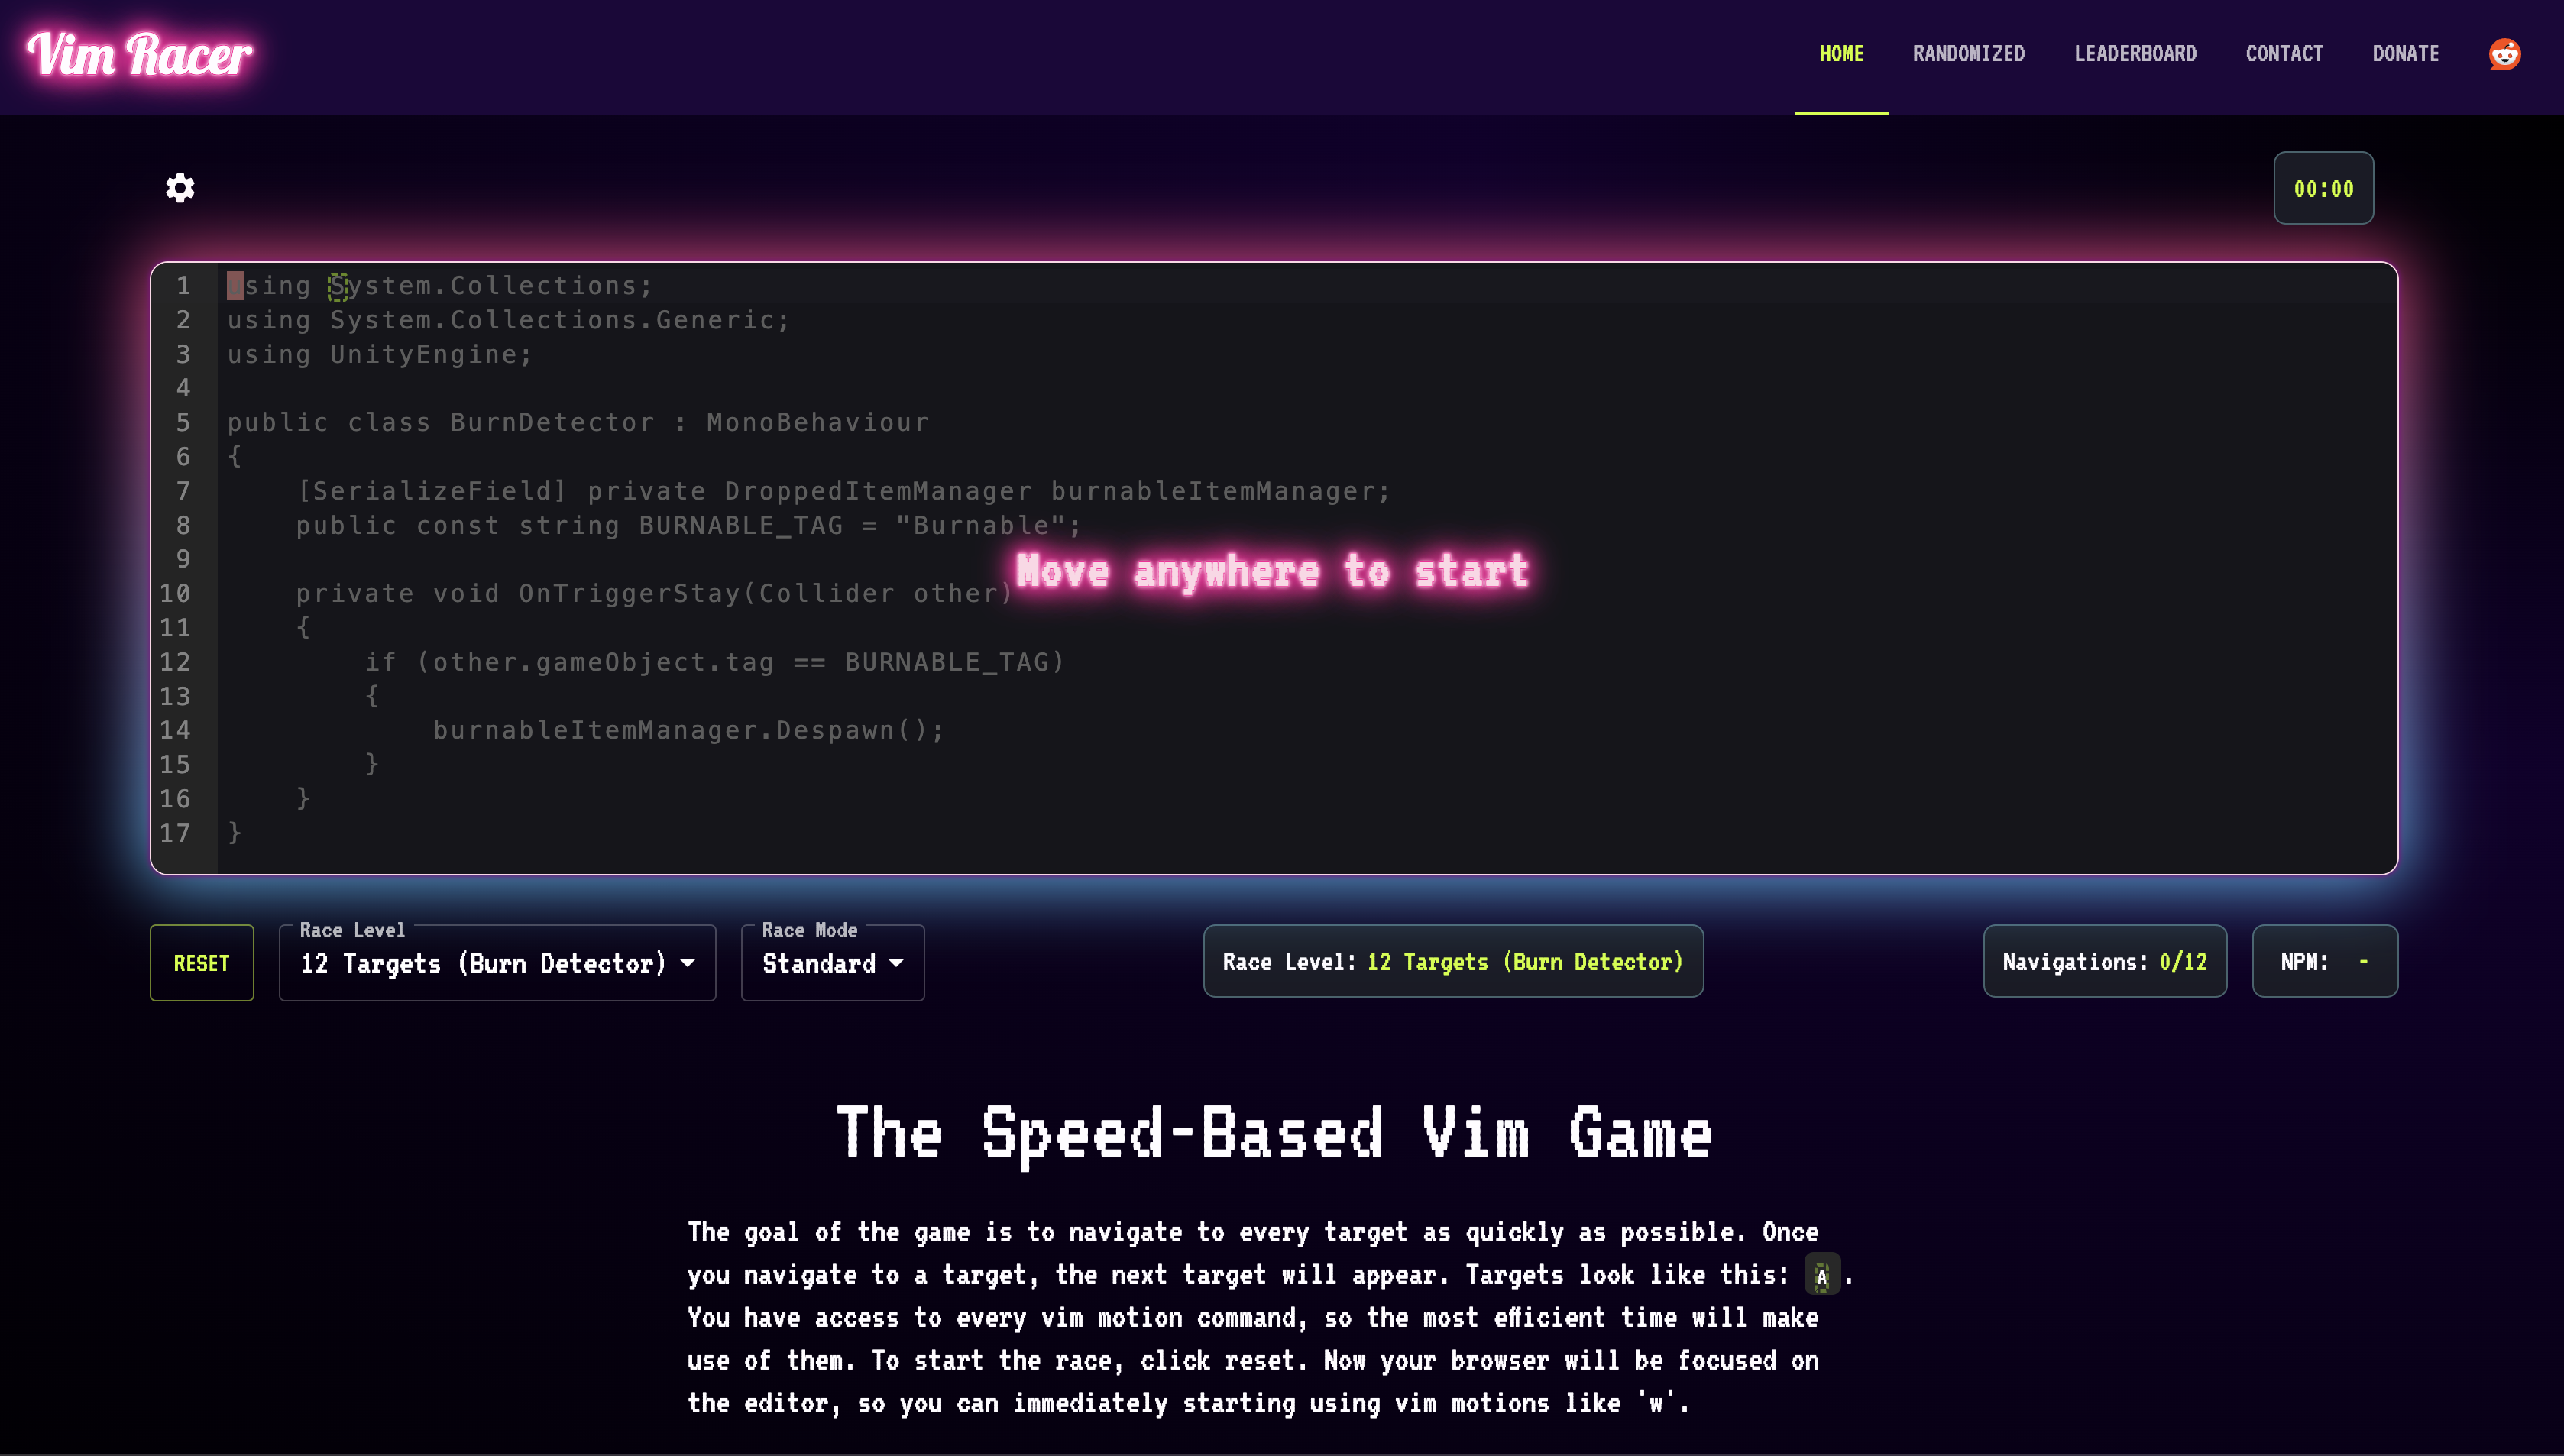 Vim Racer
HOME RANDOMIZED LEADERBOARD CONTACT DONATE
00:00
1 using System.Collections;
2 using System.Collections.Generic;
3 using UnityEngine;
4
5 public class BurnDetector : MonoBehaviour
6 {
7     [SerializeField] private DroppedItemManager burnableItemManager;
8     public const string BURNABLE_TAG = "Burnable";
9
Move anywhere to start
10     private void OnTriggerStay(Collider other)
11     {
12         if (other.gameObject.tag == BURNABLE_TAG)
13         {
14             burnableItemManager.Despawn();
15         }
16     }
17 }
RESET
Race Level
12 Targets (Burn Detector)
Race Mode
Standard
Race Level: 12 Targets (Burn Detector)
Navigations: 0/12
NPM: -
The Speed-Based Vim Game
The goal of the game is to navigate to every target as quickly as possible. Once
you navigate to a target, the next target will appear. Targets look like this: A.
You have access to every vim motion command, so the most efficient time will make
use of them. To start the race, click reset. Now your browser will be focused on
the editor, so you can immediately starting using vim motions like 'w'.